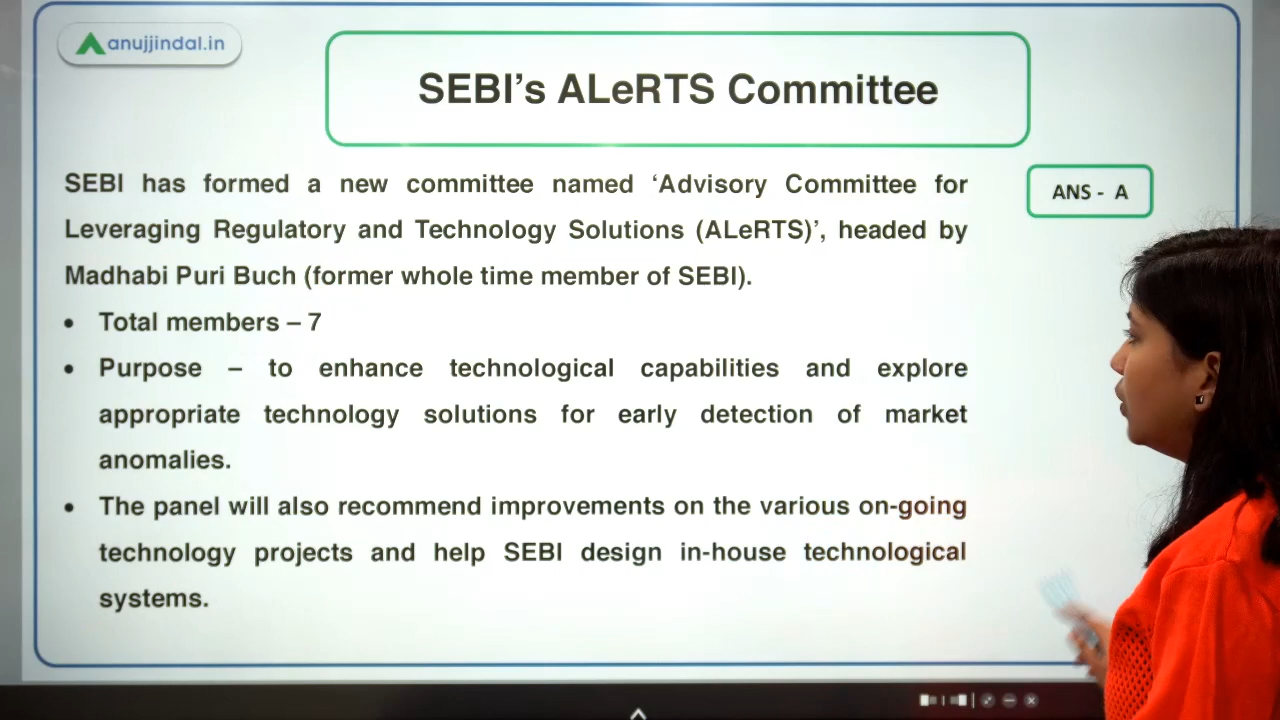 anujjindal.in
SEBI's ALeRTS Committee
SEBI has formed a new committee named ‘Advisory Committee for
Leveraging Regulatory and Technology Solutions (ALeRTS)’, headed by
Madhabi Puri Buch (former whole time member of SEBI).
ANS - A
• Total members – 7
• Purpose – to enhance technological capabilities and explore
appropriate technology solutions for early detection of market
anomalies.
• The panel will also recommend improvements on the various on-going
technology projects and help SEBI design in-house technological
systems.